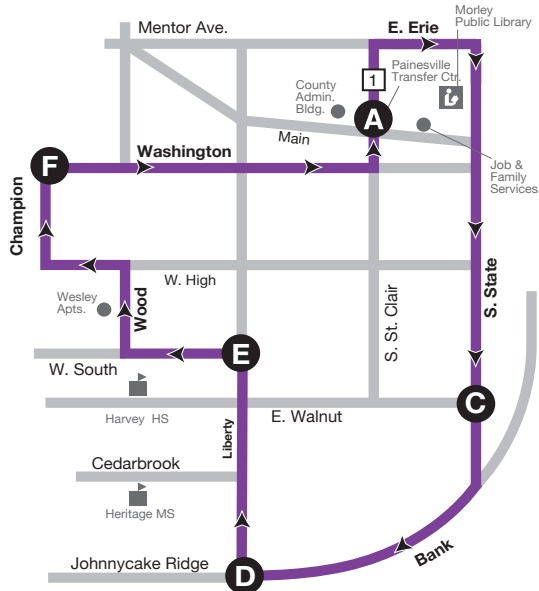 Morley
Public Library
Mentor Ave.
E. Erie
Painesville
Transfer Ctr.
1
County
Admin.
Bldg.
A
Main
Washington
F
Job &
Family
Services
Champion
W. High
Wesley
Apts.
Wood
S. St. Clair
S. State
E
W. South
C
Harvey HS
E. Walnut
Liberty
Cedarbrook
Heritage MS
Bank
Johnnycake Ridge
D